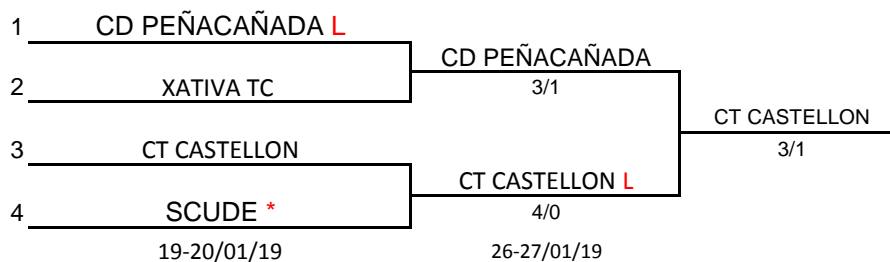 1 CD PEÑACAÑADA L
CD PEÑACAÑADA
2 XATIVA TC
3/1
CT CASTELLON
3 CT CASTELLON
3/1
CT CASTELLON L
4 SCUDE *
4/0
19-20/01/19
26-27/01/19